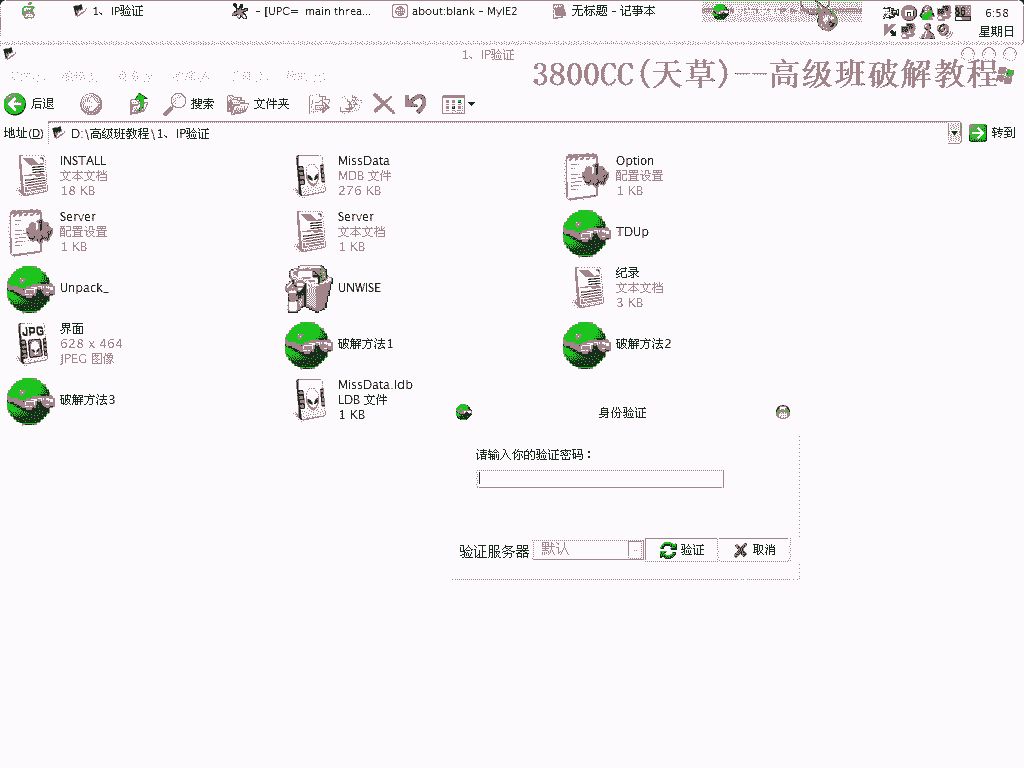 1、IP验证
- [UPC= main threa...
about:blank - MyIE2
无标题 - 记事本
6:58
星期日
1、IP验证
3800CC(天草)--高级班破解教程
后退
搜索
文件夹
地址(D)
D:\高级班教程\1、IP验证
转到
INSTALL
文本文档
18 KB
MissData
MDB 文件
276 KB
Option
配置设置
1 KB
Server
配置设置
1 KB
Server
文本文档
1 KB
TDUp
Unpack_
UNWISE
纪录
文本文档
3 KB
界面
628 x 464
JPEG 图像
破解方法1
破解方法2
破解方法3
MissData.ldb
LDB 文件
1 KB
身份验证
请输入你的验证密码：
验证服务器
默认
验证
取消